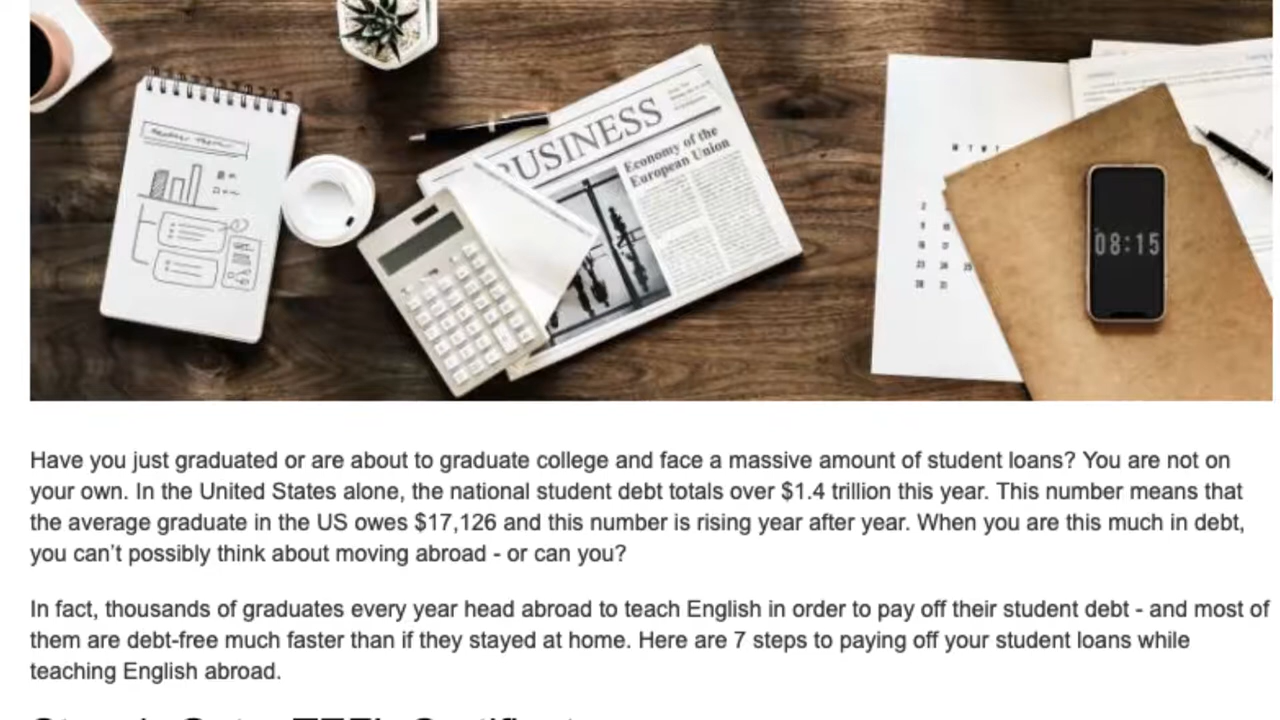 BUSINESS
Economy of the
European Union
08:15
Have you just graduated or are about to graduate college and face a massive amount of student loans? You are not on
your own. In the United States alone, the national student debt totals over $1.4 trillion this year. This number means that
the average graduate in the US owes $17,126 and this number is rising year after year. When you are this much in debt,
you can’t possibly think about moving abroad - or can you?
In fact, thousands of graduates every year head abroad to teach English in order to pay off their student debt - and most of
them are debt-free much faster than if they stayed at home. Here are 7 steps to paying off your student loans while
teaching English abroad.